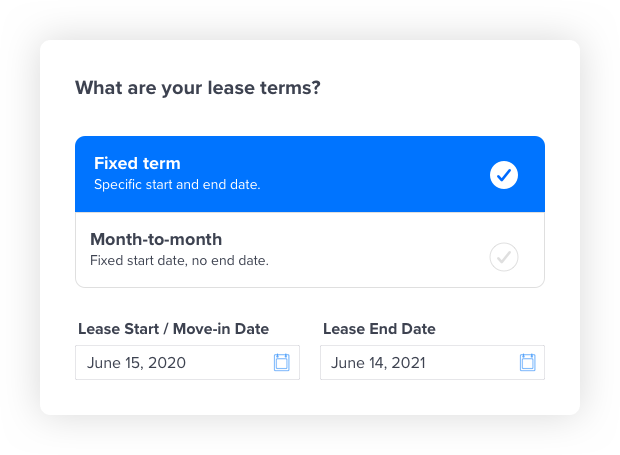 What are your lease terms?
Fixed term
Specific start and end date.
Month-to-month
Fixed start date, no end date.
Lease Start / Move-in Date
Lease End Date
June 15, 2020
June 14, 2021